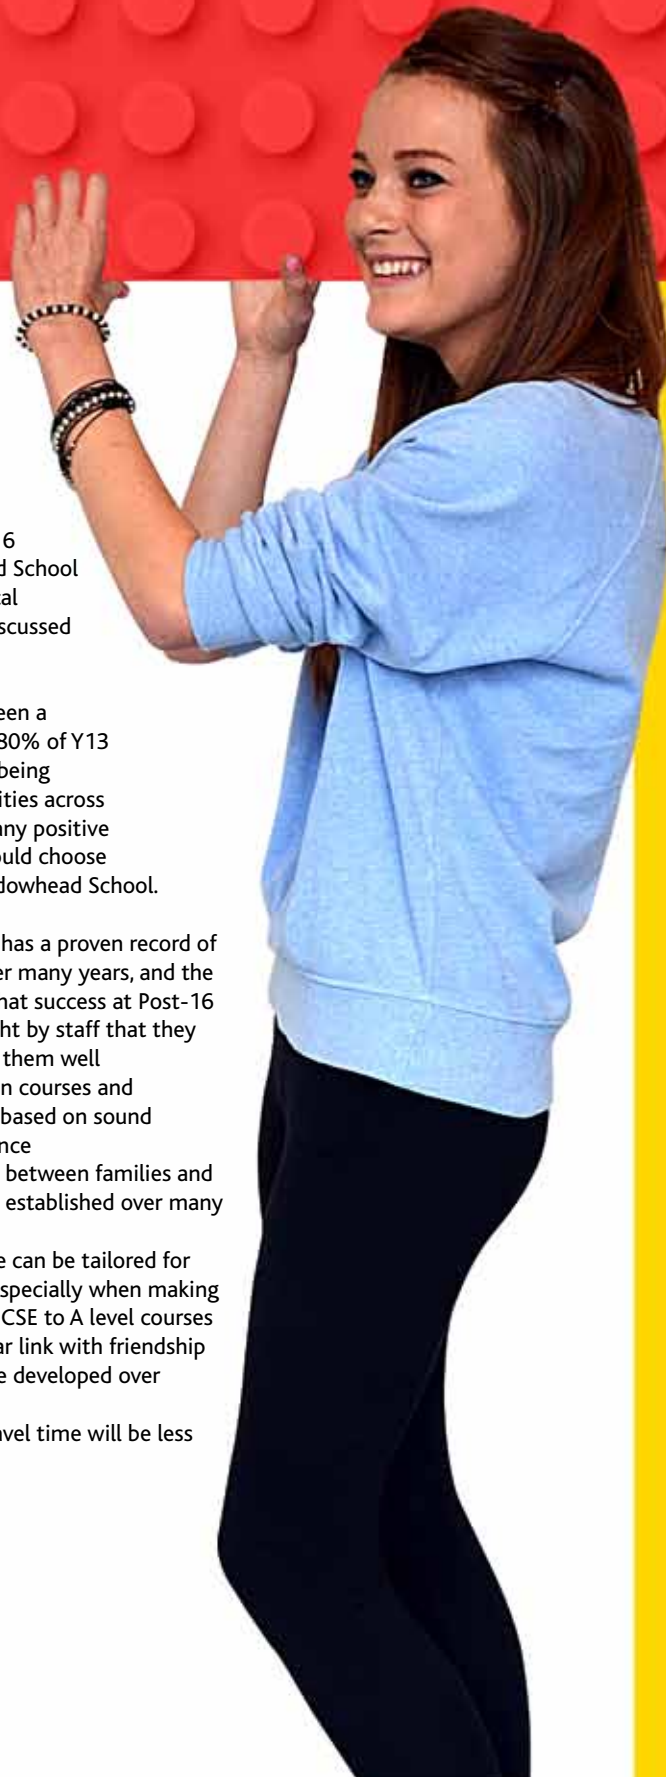 6
d School
al
scussed
een a
80% of Y13
being
ities across
any positive
ould choose
dowhead School.
has a proven record of
er many years, and the
hat success at Post-16
ght by staff that they
them well
n courses and
based on sound
nce
between families and
established over many
e can be tailored for
specially when making
CSE to A level courses
ar link with friendship
e developed over
avel time will be less